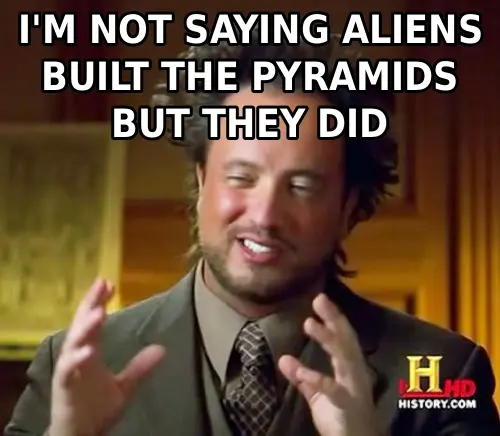 I'M NOT SAYING ALIENS
BUILT THE PYRAMIDS
BUT THEY DID
H HD
HISTORY.COM